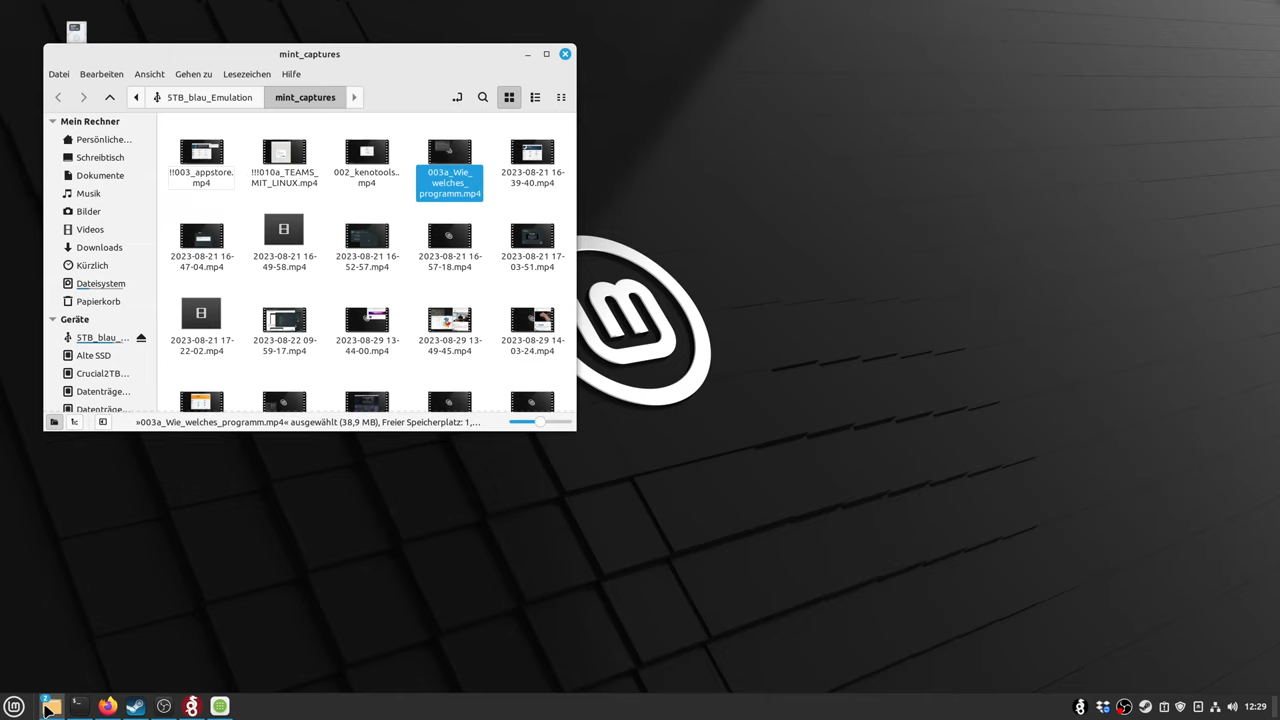 mint_captures
Datei Bearbeiten Ansicht Gehen zu Lesezeichen Hilfe
5TB_blau_Emulation mint_captures
Mein Rechner
Persönliche…
Schreibtisch
Dokumente
Musik
Bilder
Videos
Downloads
Kürzlich
Dateisystem
Papierkorb
Geräte
5TB_blau_…
Alte SSD
Crucial2TB…
Datenträge…
Datenträge…
!!003_appstore.
mp4
!!!010a_TEAMS_
MIT_LINUX.mp4
002_kenotools..
mp4
003a_Wie_
welches_
programm.mp4
2023-08-21 16-
39-40.mp4
2023-08-21 16-
47-04.mp4
2023-08-21 16-
49-58.mp4
2023-08-21 16-
52-57.mp4
2023-08-21 16-
57-18.mp4
2023-08-21 17-
03-51.mp4
2023-08-21 17-
22-02.mp4
2023-08-22 09-
59-17.mp4
2023-08-29 13-
44-00.mp4
2023-08-29 13-
49-45.mp4
2023-08-29 14-
03-24.mp4
»003a_Wie_welches_programm.mp4« ausgewählt (38,9 MB), Freier Speicherplatz: 1,…
2
12:29